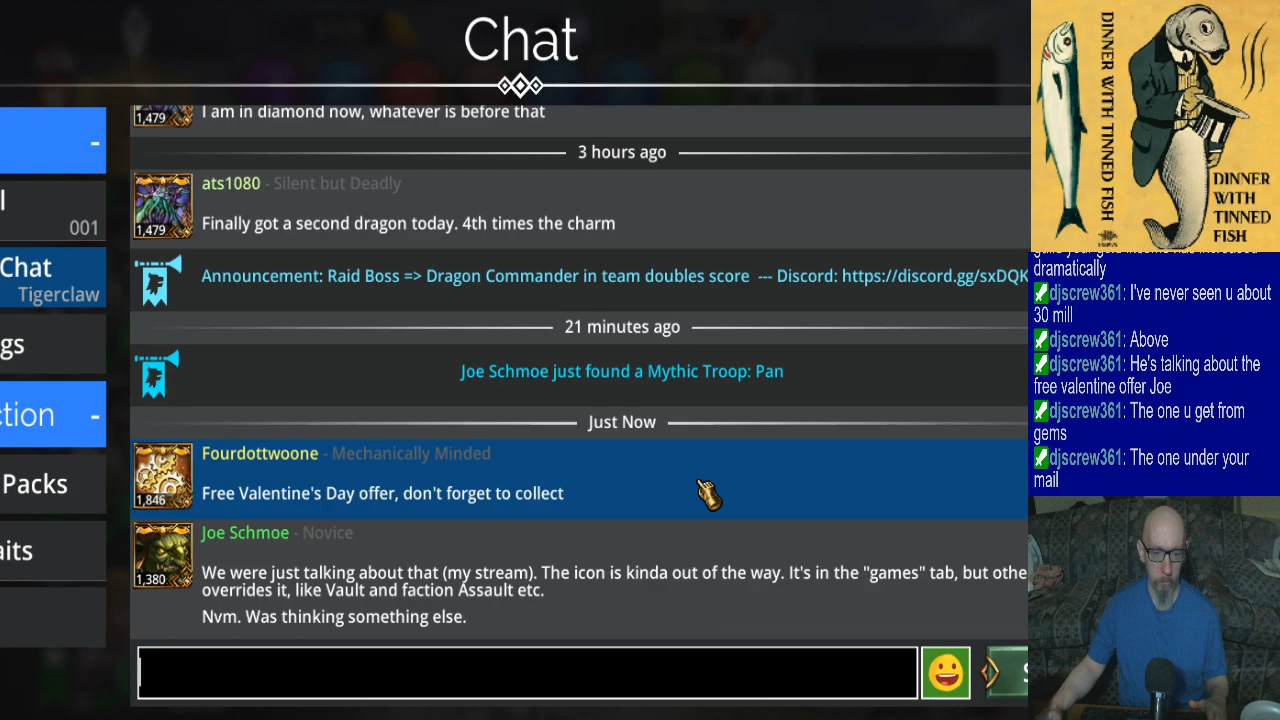 Chat
-
l
001
Chat
Tigerclaw
gs
ction -
Packs
aits
1,479
I am in diamond now, whatever is before that
3 hours ago
ats1080 - Silent but Deadly
1,479
Finally got a second dragon today. 4th times the charm
Announcement: Raid Boss => Dragon Commander in team doubles score --- Discord: https://discord.gg/sxDQK
21 minutes ago
Joe Schmoe just found a Mythic Troop: Pan
Just Now
Fourdottwoone - Mechanically Minded
1,846
Free Valentine's Day offer, don't forget to collect
Joe Schmoe - Novice
1,380
We were just talking about that (my stream). The icon is kinda out of the way. It's in the "games" tab, but othe
overrides it, like Vault and faction Assault etc.
Nvm. Was thinking something else.
S
DINNER WITH TINNED FISH
DINNER
WITH
TINNED
FISH
dramatically
djscrew361: I've never seen u about
30 mill
djscrew361: Above
djscrew361: He's talking about the
free valentine offer Joe
djscrew361: The one u get from
gems
djscrew361: The one under your
mail